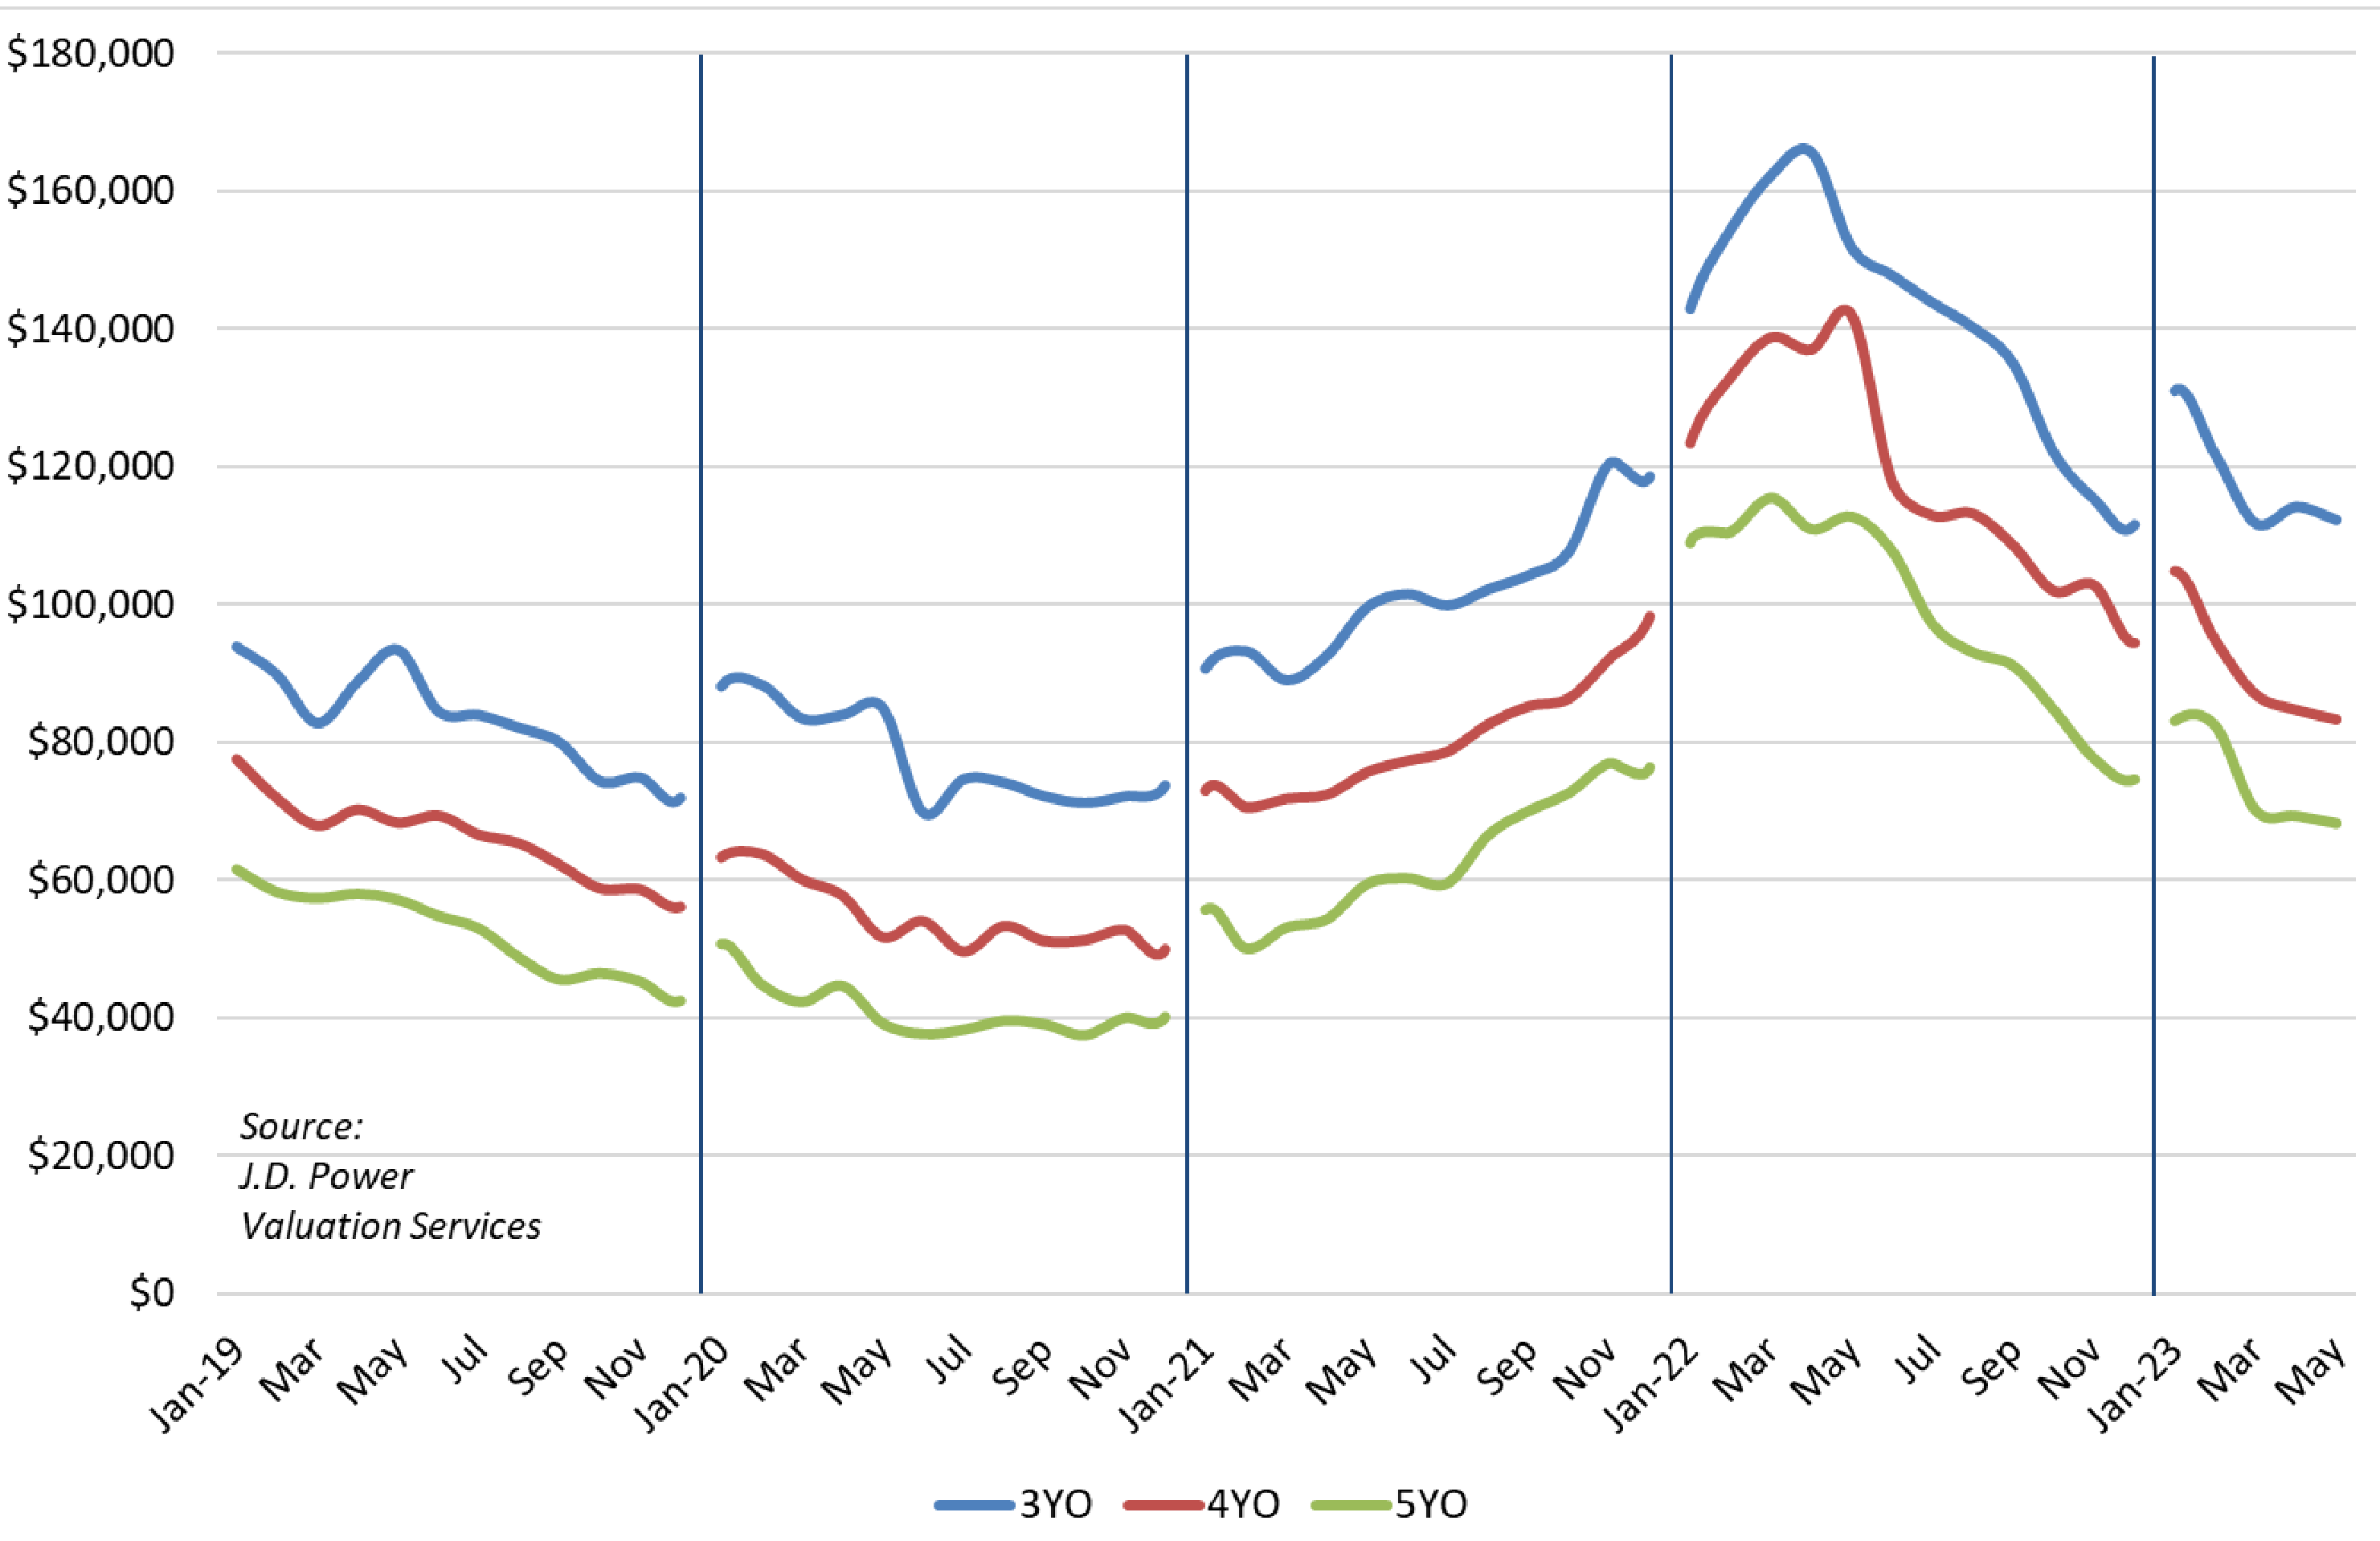 $180,000
$160,000
$140,000
$120,000
$100,000
$80,000
$60,000
$40,000
$20,000
$0
Source:
J.D. Power
Valuation Services
Jan-19
Mar
May
Jul
Sep
Nov
Jan-20
Mar
May
Jul
Sep
Nov
Jan-21
Mar
May
Jul
Sep
Nov
Jan-22
Mar
May
Jul
Sep
Nov
Jan-23
Mar
May
3YO
4YO
5YO